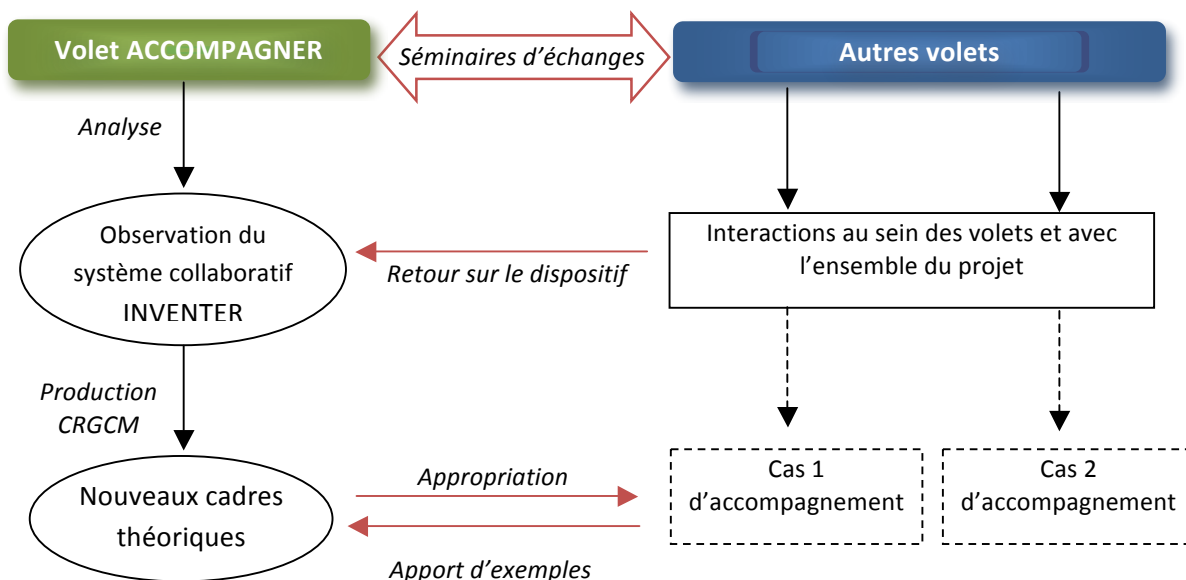 Volet ACCOMPAGNER
Séminaires d’échanges
Autres volets
Analyse
Observation du
système collaboratif
INVENTER
Retour sur le dispositif
Interactions au sein des volets et avec
l’ensemble du projet
Production
CRGCM
Nouveaux cadres
théoriques
Appropriation
Apport d’exemples
Cas 1
d’accompagnement
Cas 2
d’accompagnement